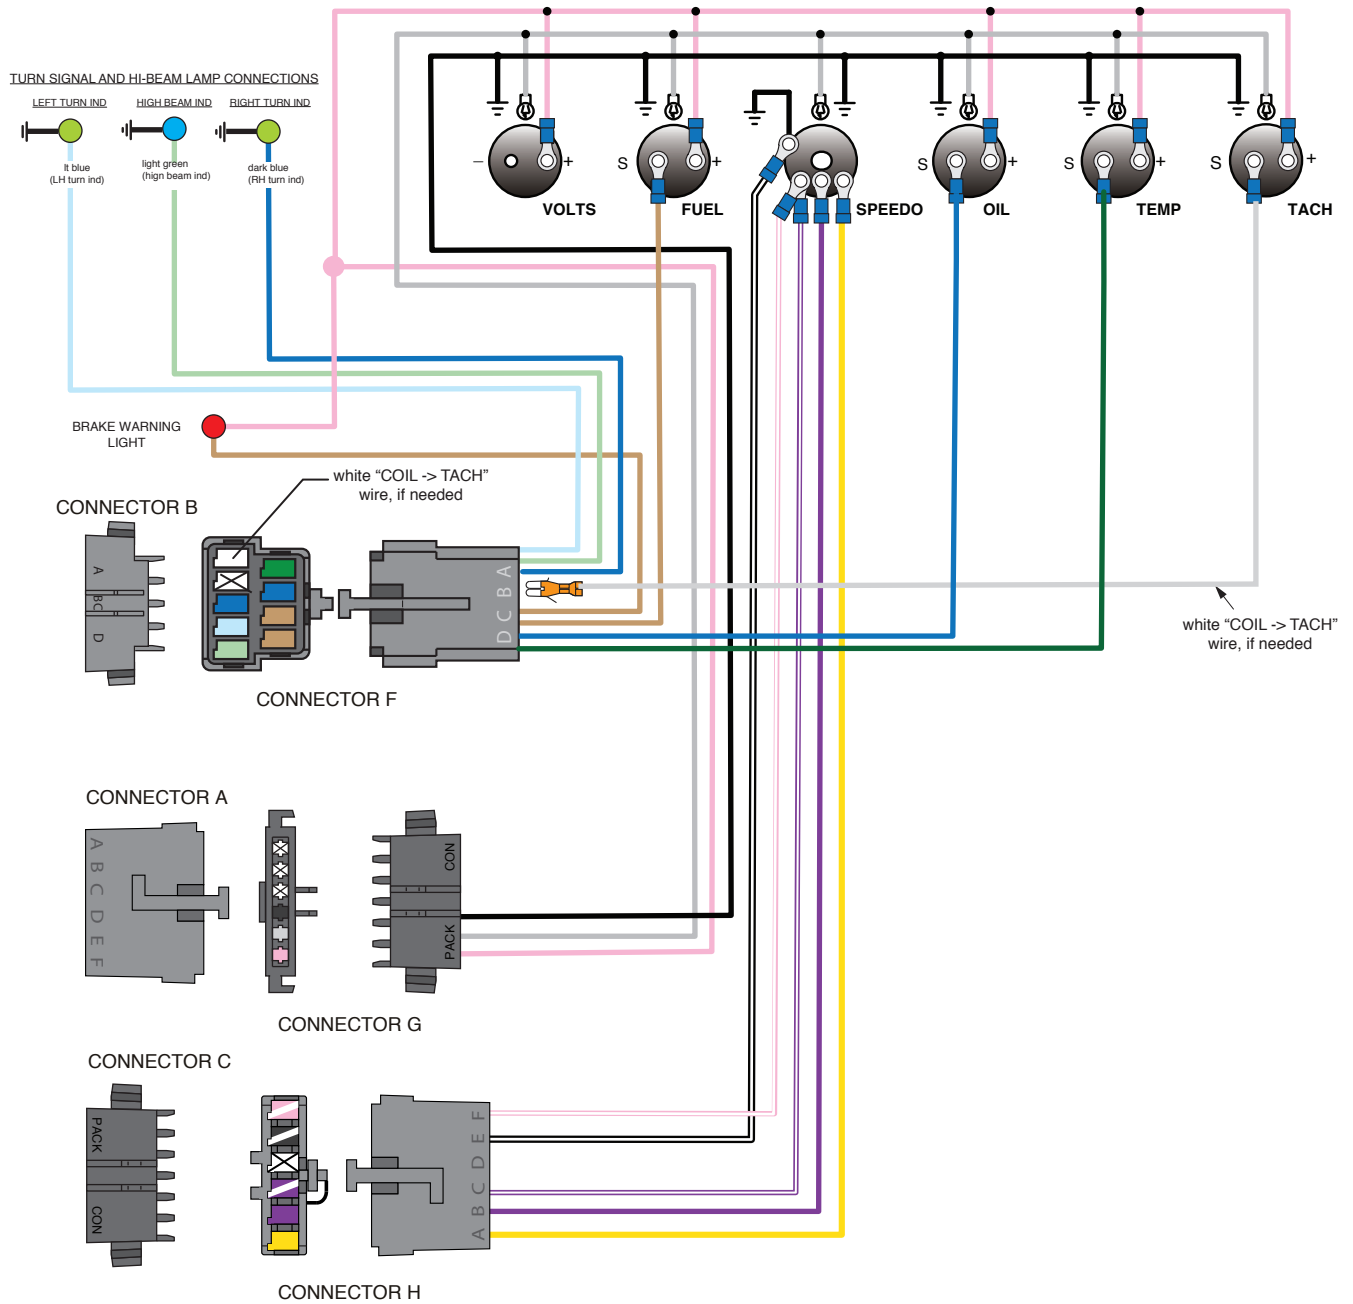 TURN SIGNAL AND HI-BEAM LAMP CONNECTIONS
LEFT TURN IND
HIGH BEAM IND
RIGHT TURN IND
lt blue
(LH turn ind)
light green
(hign beam ind)
dark blue
(RH turn ind)
– +
VOLTS
S +
FUEL
SPEEDO
S +
OIL
S +
TEMP
S +
TACH
BRAKE WARNING
LIGHT
white “COIL -> TACH”
wire, if needed
CONNECTOR B
A
BC
D
D C B A
CONNECTOR F
white “COIL -> TACH”
wire, if needed
CONNECTOR A
A B C D E F
CON
PACK
CONNECTOR G
CONNECTOR C
PACK
CON
A B C D E F
CONNECTOR H